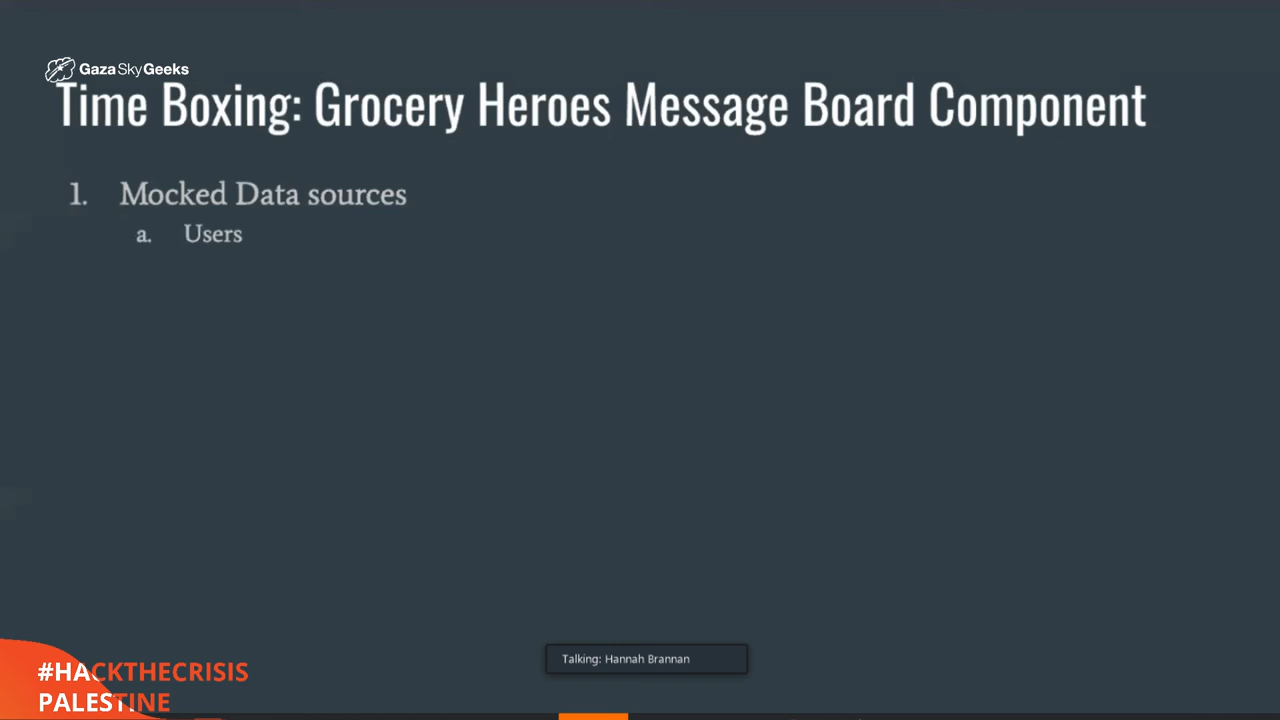 Gaza Sky Geeks
Time Boxing: Grocery Heroes Message Board Component
1. Mocked Data sources
a. Users
Talking: Hannah Brannan
#HACKTHECRISIS
PALESTINE